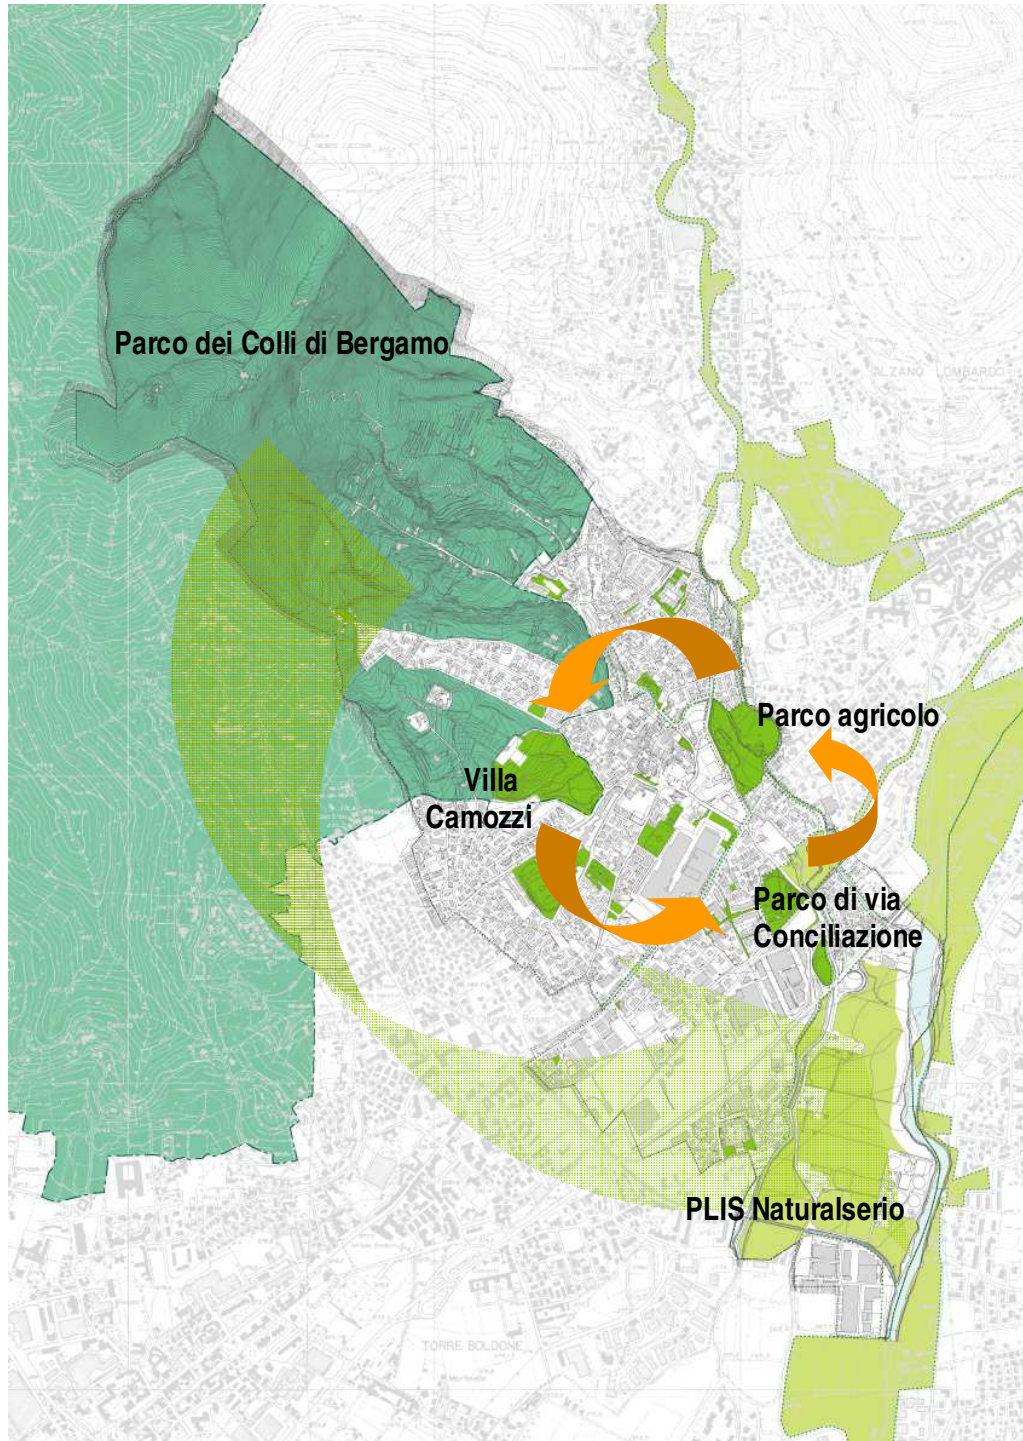 ALZANO LOMBARDO
Parco dei Colli di Bergamo
Parco agricolo
Villa
Camozzi
Parco di via
Conciliazione
PLIS Naturalserio
TORRE BOLDONE